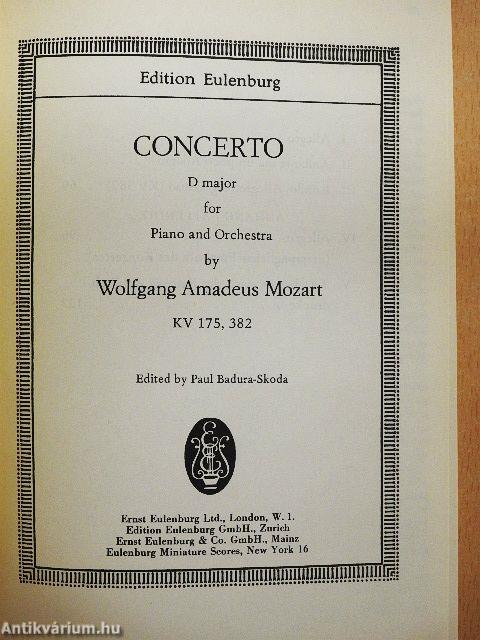 Edition Eulenburg
CONCERTO
D major
for
Piano and Orchestra
by
Wolfgang Amadeus Mozart
KV 175, 382
Edited by Paul Badura-Skoda
Ernst Eulenburg Ltd., London, W. 1.
Edition Eulenburg GmbH., Zurich
Ernst Eulenburg & Co. GmbH., Mainz
Eulenburg Miniature Scores, New York 16
Antikvárium.hu